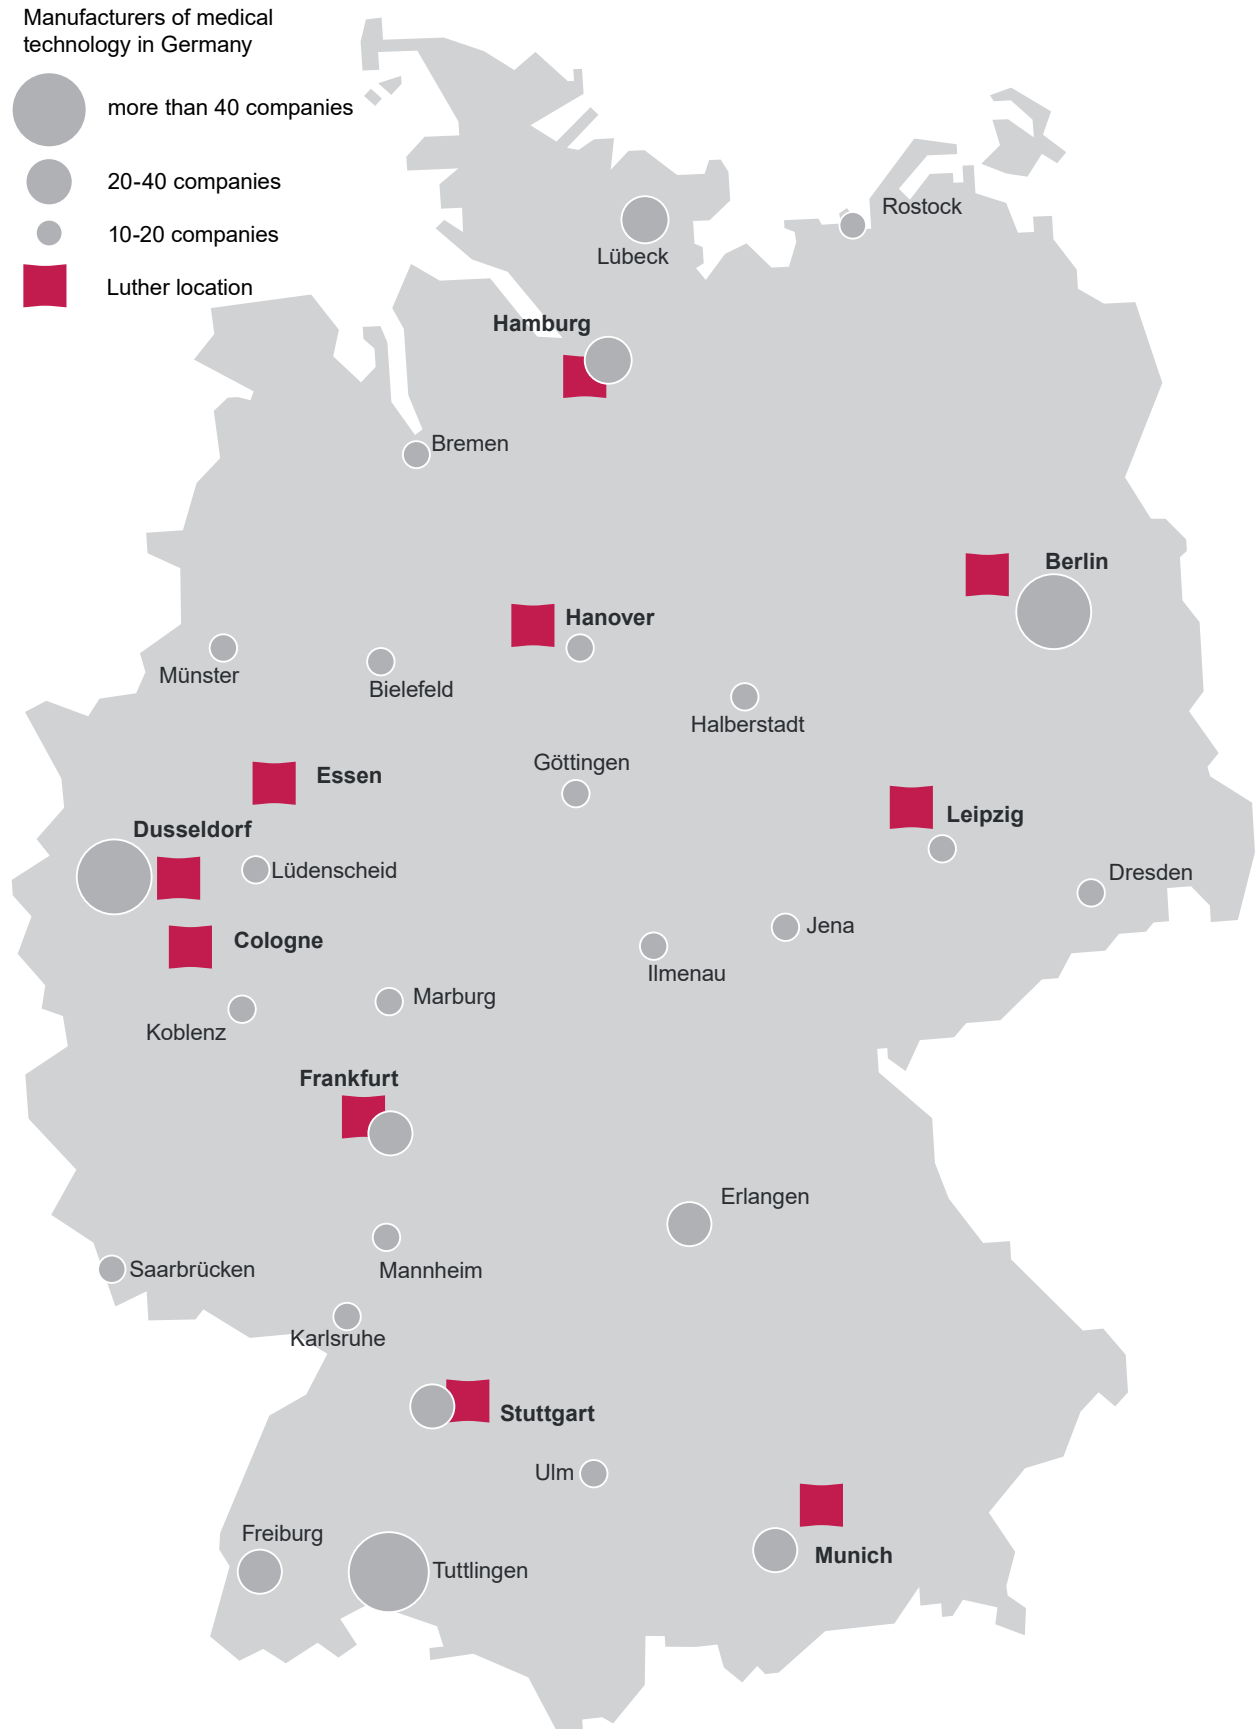 Manufacturers of medical
technology in Germany
more than 40 companies
20-40 companies
10-20 companies
Luther location
Rostock
Lübeck
Hamburg
Bremen
Berlin
Hanover
Münster
Bielefeld
Halberstadt
Göttingen
Essen
Leipzig
Dusseldorf
Lüdenscheid
Dresden
Jena
Cologne
Ilmenau
Marburg
Koblenz
Frankfurt
Erlangen
Saarbrücken
Mannheim
Karlsruhe
Stuttgart
Ulm
Freiburg
Munich
Tuttlingen